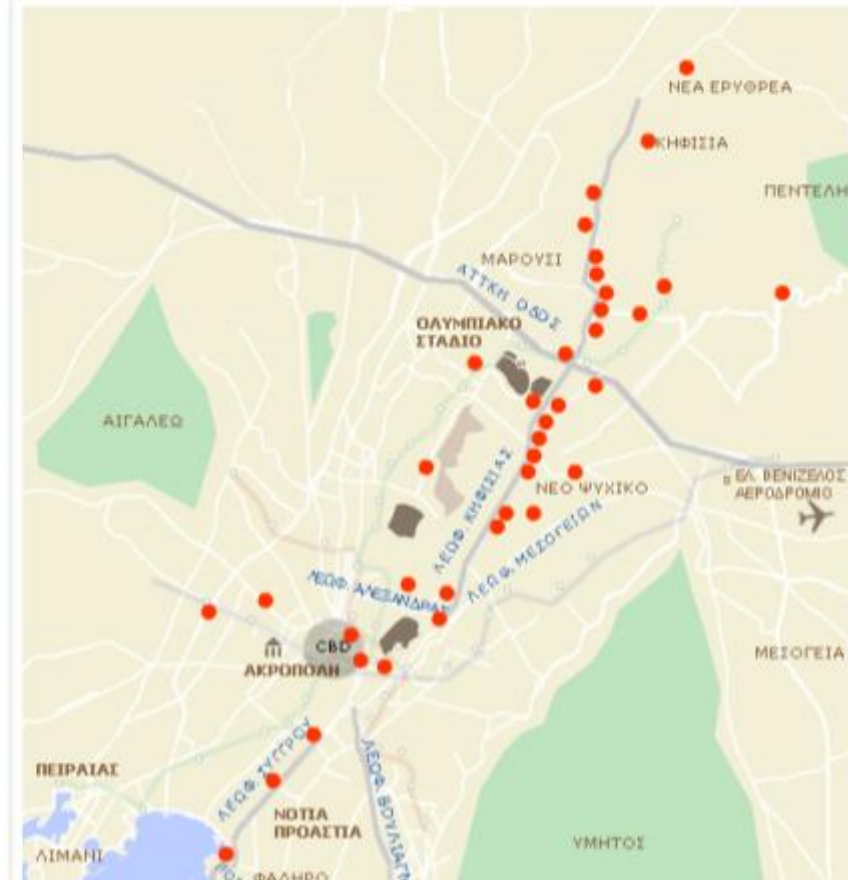 ΝΕΑ ΕΡΥΘΡΕΑ
ΚΗΦΙΣΙΑ
ΠΕΝΤΕΛΗ
ΜΑΡΟΥΣΙ
ΑΤΤΙΚΗ ΟΔΟΣ
ΟΛΥΜΠΙΑΚΟ
ΣΤΑΔΙΟ
ΑΙΓΑΛΕΩ
ΛΕΩΦ. ΚΗΦΙΣΙΑΣ
ΝΕΟ ΨΥΧΙΚΟ
ΕΛ. ΒΕΝΙΖΕΛΟΣ
ΑΕΡΟΔΡΟΜΙΟ
ΛΕΩΦ. ΜΕΣΟΓΕΙΩΝ
ΛΕΩΦ. ΑΛΕΞΑΝΔΡΑΣ
CBD
ΑΚΡΟΠΟΛΗ
ΜΕΣΟΓΕΙΑ
ΛΕΩΦ. ΣΥΓΓΡΟΥ
ΛΕΩΦ. ΒΟΥΛΙΑΓΜ
ΠΕΙΡΑΙΑΣ
ΝΟΤΙΑ
ΠΡΟΑΣΤΙΑ
ΥΜΗΤΟΣ
ΛΙΜΑΝΙ
ΦΑΛΗΡΟ